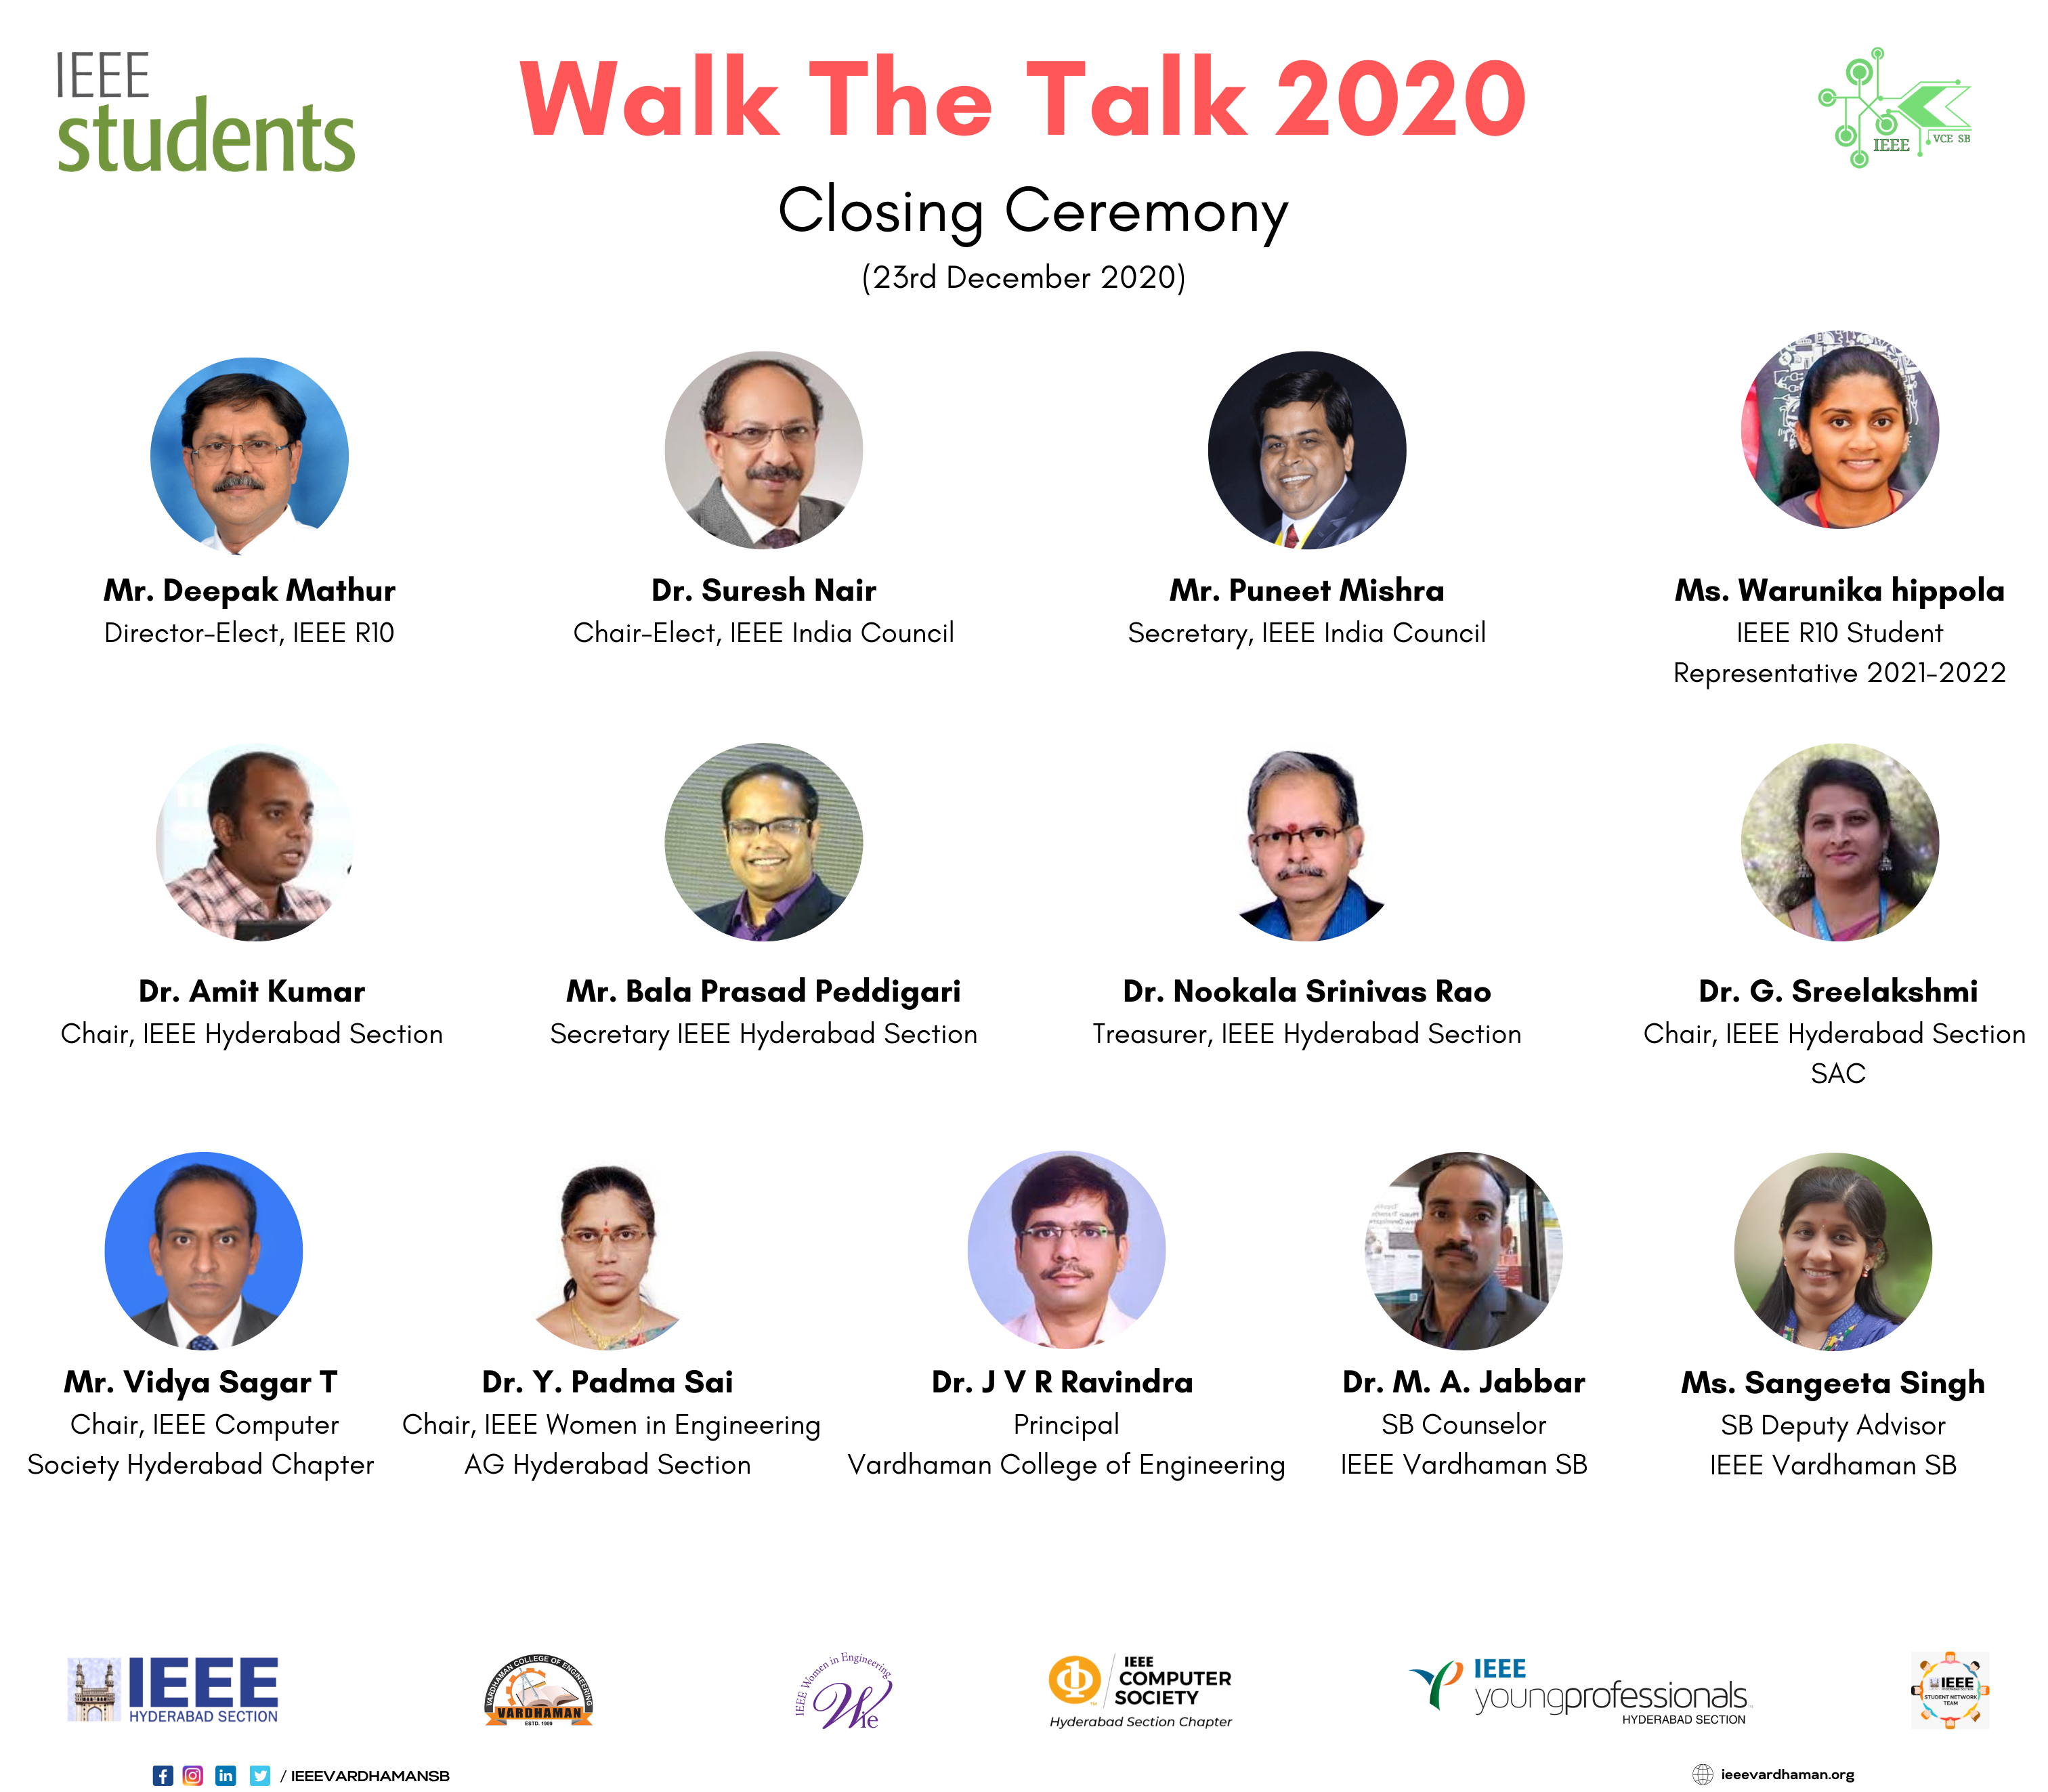 IEEE
students
Walk The Talk 2020
IEEE VCE SB
Closing Ceremony
(23rd December 2020)
Mr. Deepak Mathur
Director-Elect, IEEE R10
Dr. Suresh Nair
Chair-Elect, IEEE India Council
Mr. Puneet Mishra
Secretary, IEEE India Council
Ms. Warunika hippola
IEEE R10 Student
Representative 2021-2022
Dr. Amit Kumar
Chair, IEEE Hyderabad Section
Mr. Bala Prasad Peddigari
Secretary IEEE Hyderabad Section
Dr. Nookala Srinivas Rao
Treasurer, IEEE Hyderabad Section
Dr. G. Sreelakshmi
Chair, IEEE Hyderabad Section
SAC
Mr. Vidya Sagar T
Chair, IEEE Computer
Society Hyderabad Chapter
Dr. Y. Padma Sai
Chair, IEEE Women in Engineering
AG Hyderabad Section
Dr. J V R Ravindra
Principal
Vardhaman College of Engineering
Dr. M. A. Jabbar
SB Counselor
IEEE Vardhaman SB
Ms. Sangeeta Singh
SB Deputy Advisor
IEEE Vardhaman SB
IEEE
HYDERABAD SECTION
VARDHAMAN COLLEGE OF ENGINEERING
VARDHAMAN
ESTD. 1999
IEEE Women in Engineering
Wie
IEEE
COMPUTER
SOCIETY
Hyderabad Section Chapter
IEEE
youngprofessionals
HYDERABAD SECTION
IEEE
HYDERABAD SECTION
STUDENT NETWORK
TEAM
/ IEEEVARDHAMANSB
ieeevardhaman.org